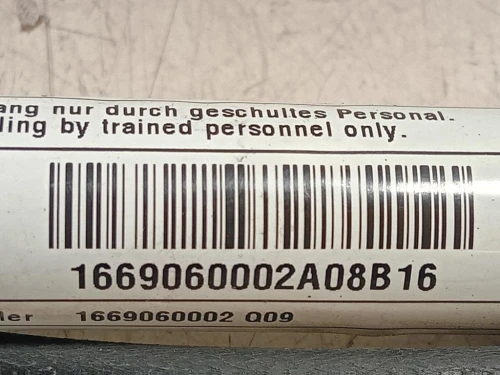 ang nur durch geschultes Personal.
ling by trained personnel only.
1669060002A08B16
ler 1669060002 Q09